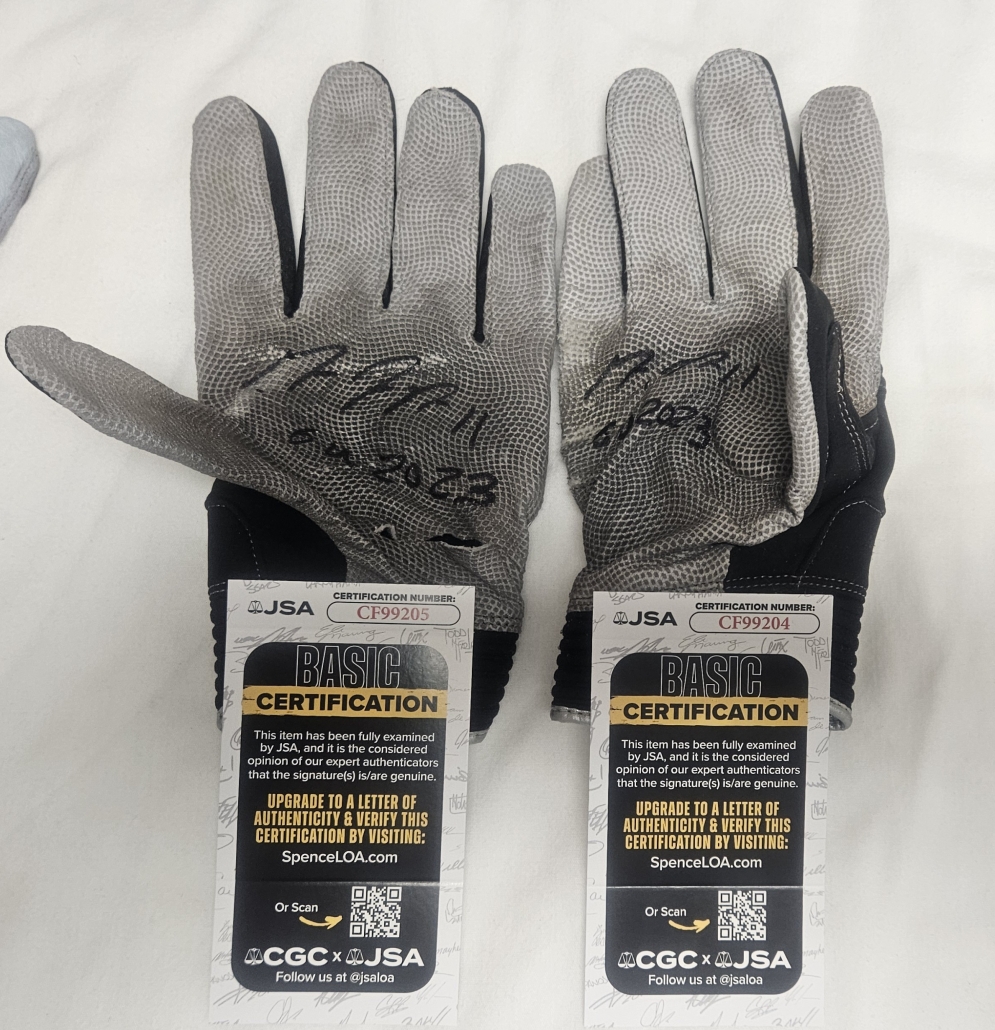 11
G.U 2023
11
G.U 2023
JSA
CERTIFICATION NUMBER:
CF99205
BASIC
CERTIFICATION
This item has been fully examined
by JSA, and it is the considered
opinion of our expert authenticators
that the signature(s) is/are genuine.
UPGRADE TO A LETTER OF
AUTHENTICITY & VERIFY THIS
CERTIFICATION BY VISITING:
SpenceLOA.com
Or Scan
CGC x JSA
Follow us at @jsaloa
JSA
CERTIFICATION NUMBER:
CF99204
BASIC
CERTIFICATION
This item has been fully examined
by JSA, and it is the considered
opinion of our expert authenticators
that the signature(s) is/are genuine.
UPGRADE TO A LETTER OF
AUTHENTICITY & VERIFY THIS
CERTIFICATION BY VISITING:
SpenceLOA.com
Or Scan
CGC x JSA
Follow us at @jsaloa